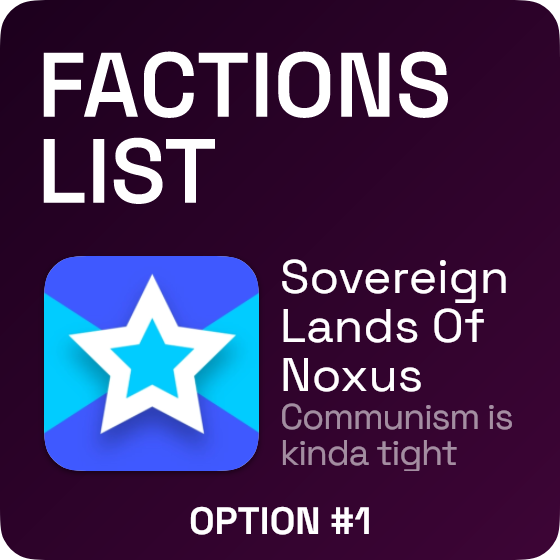 FACTIONS
LIST
Sovereign
Lands Of
Noxus
Communism is
kinda tight
OPTION #1